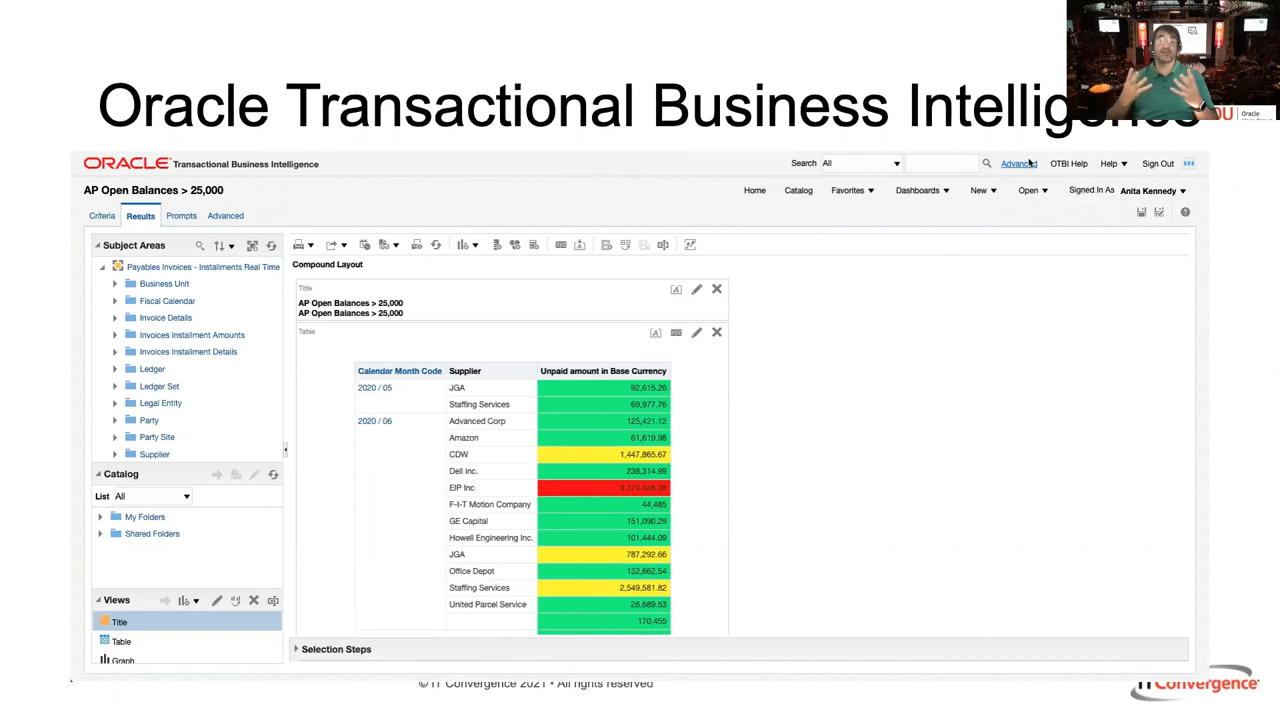 Oracle Transactional Business Intelligence
OU
Oracle
ORACLE Transactional Business Intelligence
Search All Advanced OTBI Help Help Sign Out
AP Open Balances > 25,000
Home Catalog Favorites Dashboards New Open Signed In As Anita Kennedy
Criteria Results Prompts Advanced
Subject Areas
Payables Invoices - Installments Real Time
Business Unit
Fiscal Calendar
Invoice Details
Invoices Installment Amounts
Invoices Installment Details
Ledger
Ledger Set
Legal Entity
Party
Party Site
Supplier
Catalog
List All
My Folders
Shared Folders
Views
Title
Table
Graph
Compound Layout
Title
AP Open Balances > 25,000
AP Open Balances > 25,000
Table
Calendar Month Code Supplier Unpaid amount in Base Currency
2020 / 05 JGA 92,615.26
Staffing Services 69,977.76
2020 / 06 Advanced Corp 125,421.12
Amazon 61,619.98
CDW 1,447,865.67
Dell Inc. 238,314.99
EIP Inc
F-I-T Motion Company 44,485
GE Capital 151,090.29
Howell Engineering Inc. 101,444.09
JGA 787,292.66
Office Depot 132,662.54
Staffing Services 2,549,581.82
United Parcel Service 26,689.53
170,455
Selection Steps
© IT Convergence 2021 • All rights reserved
IT Convergence